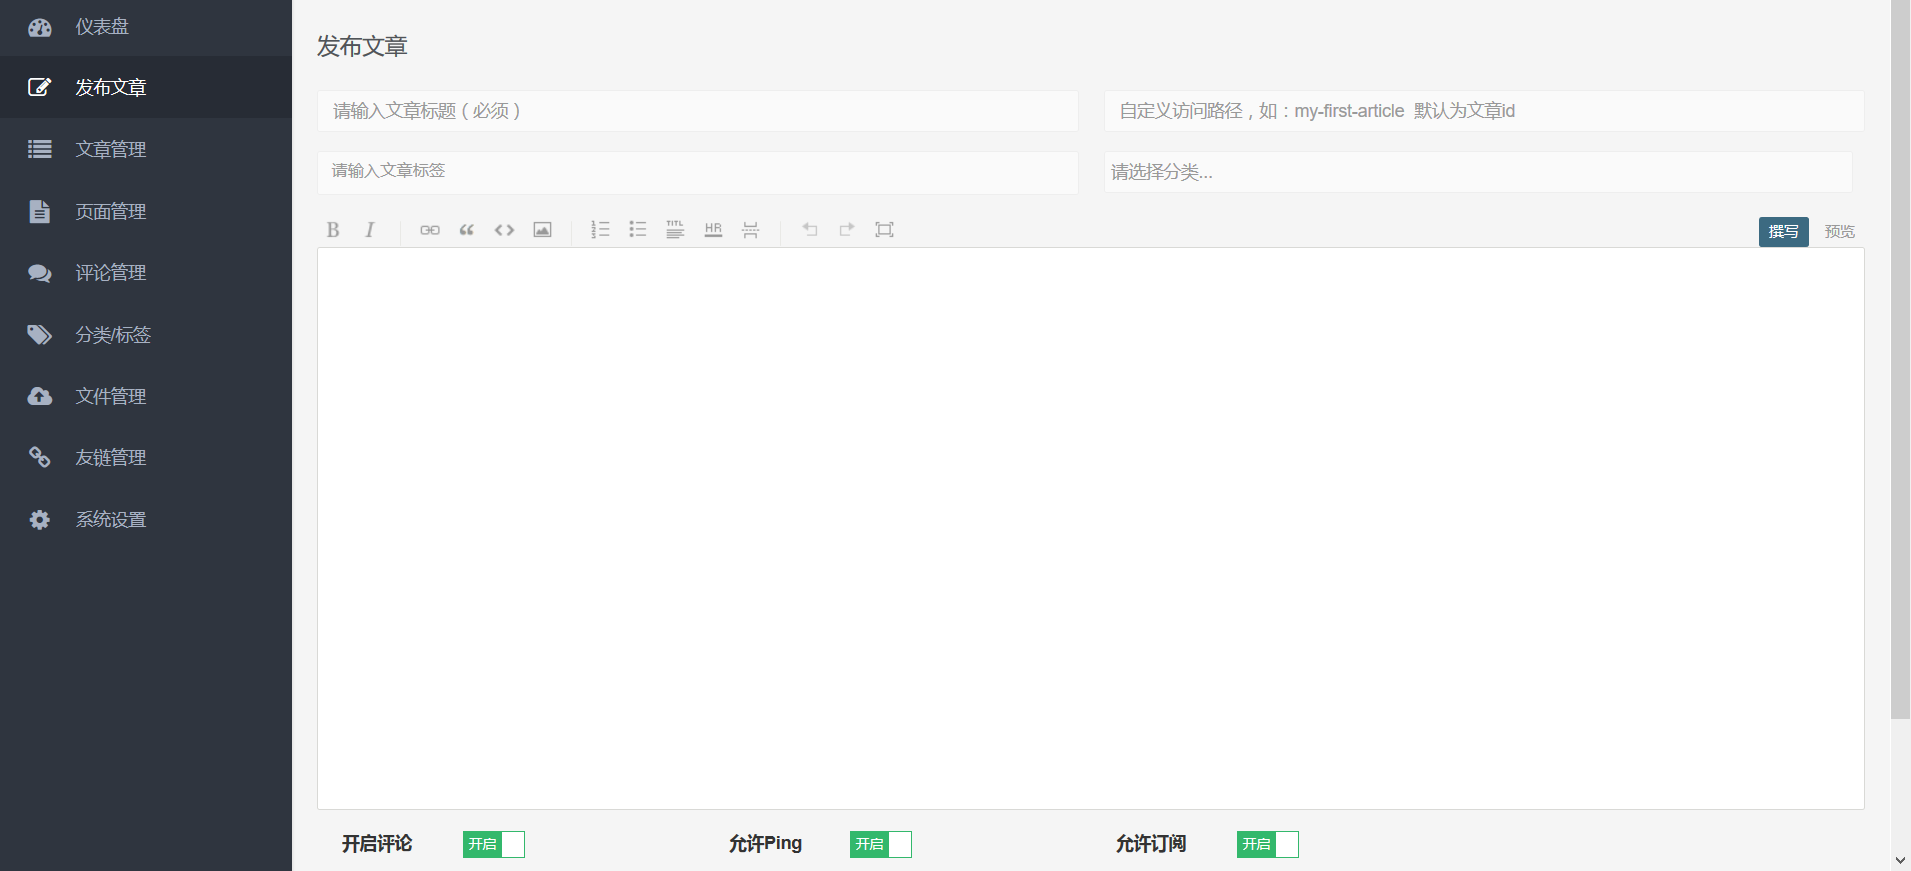 仪表盘
发布文章
文章管理
页面管理
评论管理
分类/标签
文件管理
友链管理
系统设置
发布文章
请输入文章标题（必须）
自定义访问路径，如：my-first-article 默认为文章id
请输入文章标签
请选择分类...
B I TITL HR
撰写 预览
开启评论 开启 允许Ping 开启 允许订阅 开启